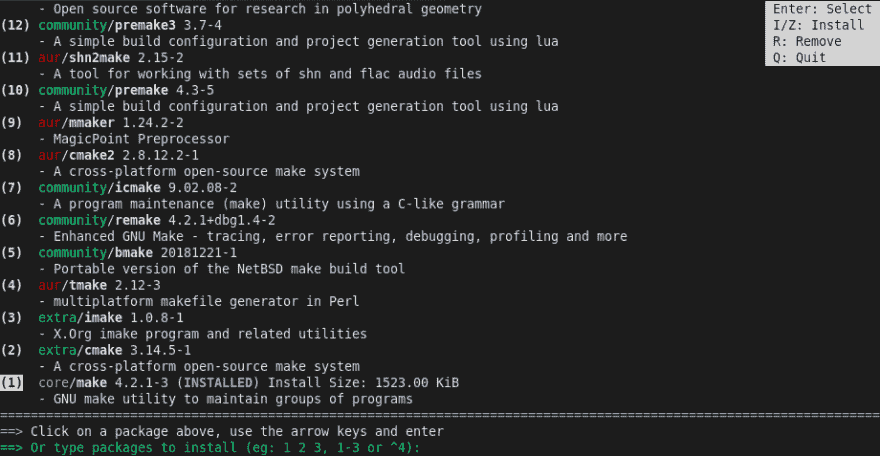 - Open source software for research in polyhedral geometry
(12) community/premake3 3.7-4
- A simple build configuration and project generation tool using lua
(11) aur/shn2make 2.15-2
- A tool for working with sets of shn and flac audio files
(10) community/premake 4.3-5
- A simple build configuration and project generation tool using lua
(9) aur/mmaker 1.24.2-2
- MagicPoint Preprocessor
(8) aur/cmake2 2.8.12.2-1
- A cross-platform open-source make system
(7) community/icmake 9.02.08-2
- A program maintenance (make) utility using a C-like grammar
(6) community/remake 4.2.1+dbg1.4-2
- Enhanced GNU Make - tracing, error reporting, debugging, profiling and more
(5) community/bmake 20181221-1
- Portable version of the NetBSD make build tool
(4) aur/tmake 2.12-3
- multiplatform makefile generator in Perl
(3) extra/imake 1.0.8-1
- X.Org imake program and related utilities
(2) extra/cmake 3.14.5-1
- A cross-platform open-source make system
(1) core/make 4.2.1-3 (INSTALLED) Install Size: 1523.00 KiB
- GNU make utility to maintain groups of programs
==> Click on a package above, use the arrow keys and enter
==> Or type packages to install (eg: 1 2 3, 1-3 or ^4):
Enter: Select
I/Z: Install
R: Remove
Q: Quit